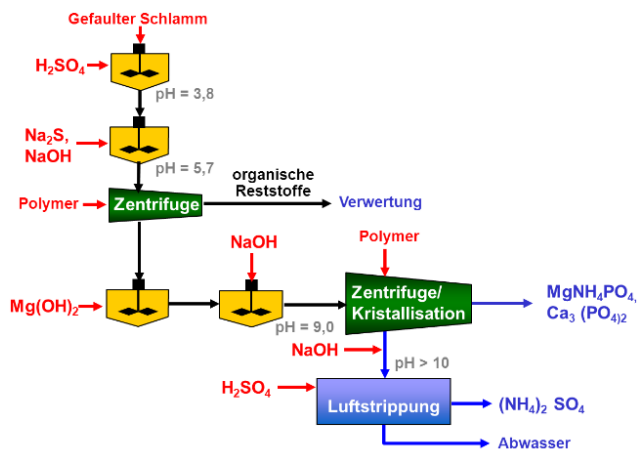 Gefaulter Schlamm
H₂SO₄
pH = 3,8
Na₂S,
NaOH
pH = 5,7
organische
Reststoffe
Polymer
Zentrifuge
Verwertung
NaOH
Polymer
Mg(OH)₂
Zentrifuge/
Kristallisation
MgNH4PO4,
Ca₃ (PO₄)2
pH = 9,0
NaOH
pH > 10
H₂SO₄
Luftstrippung
(NH₄)₂ SO₄
Abwasser